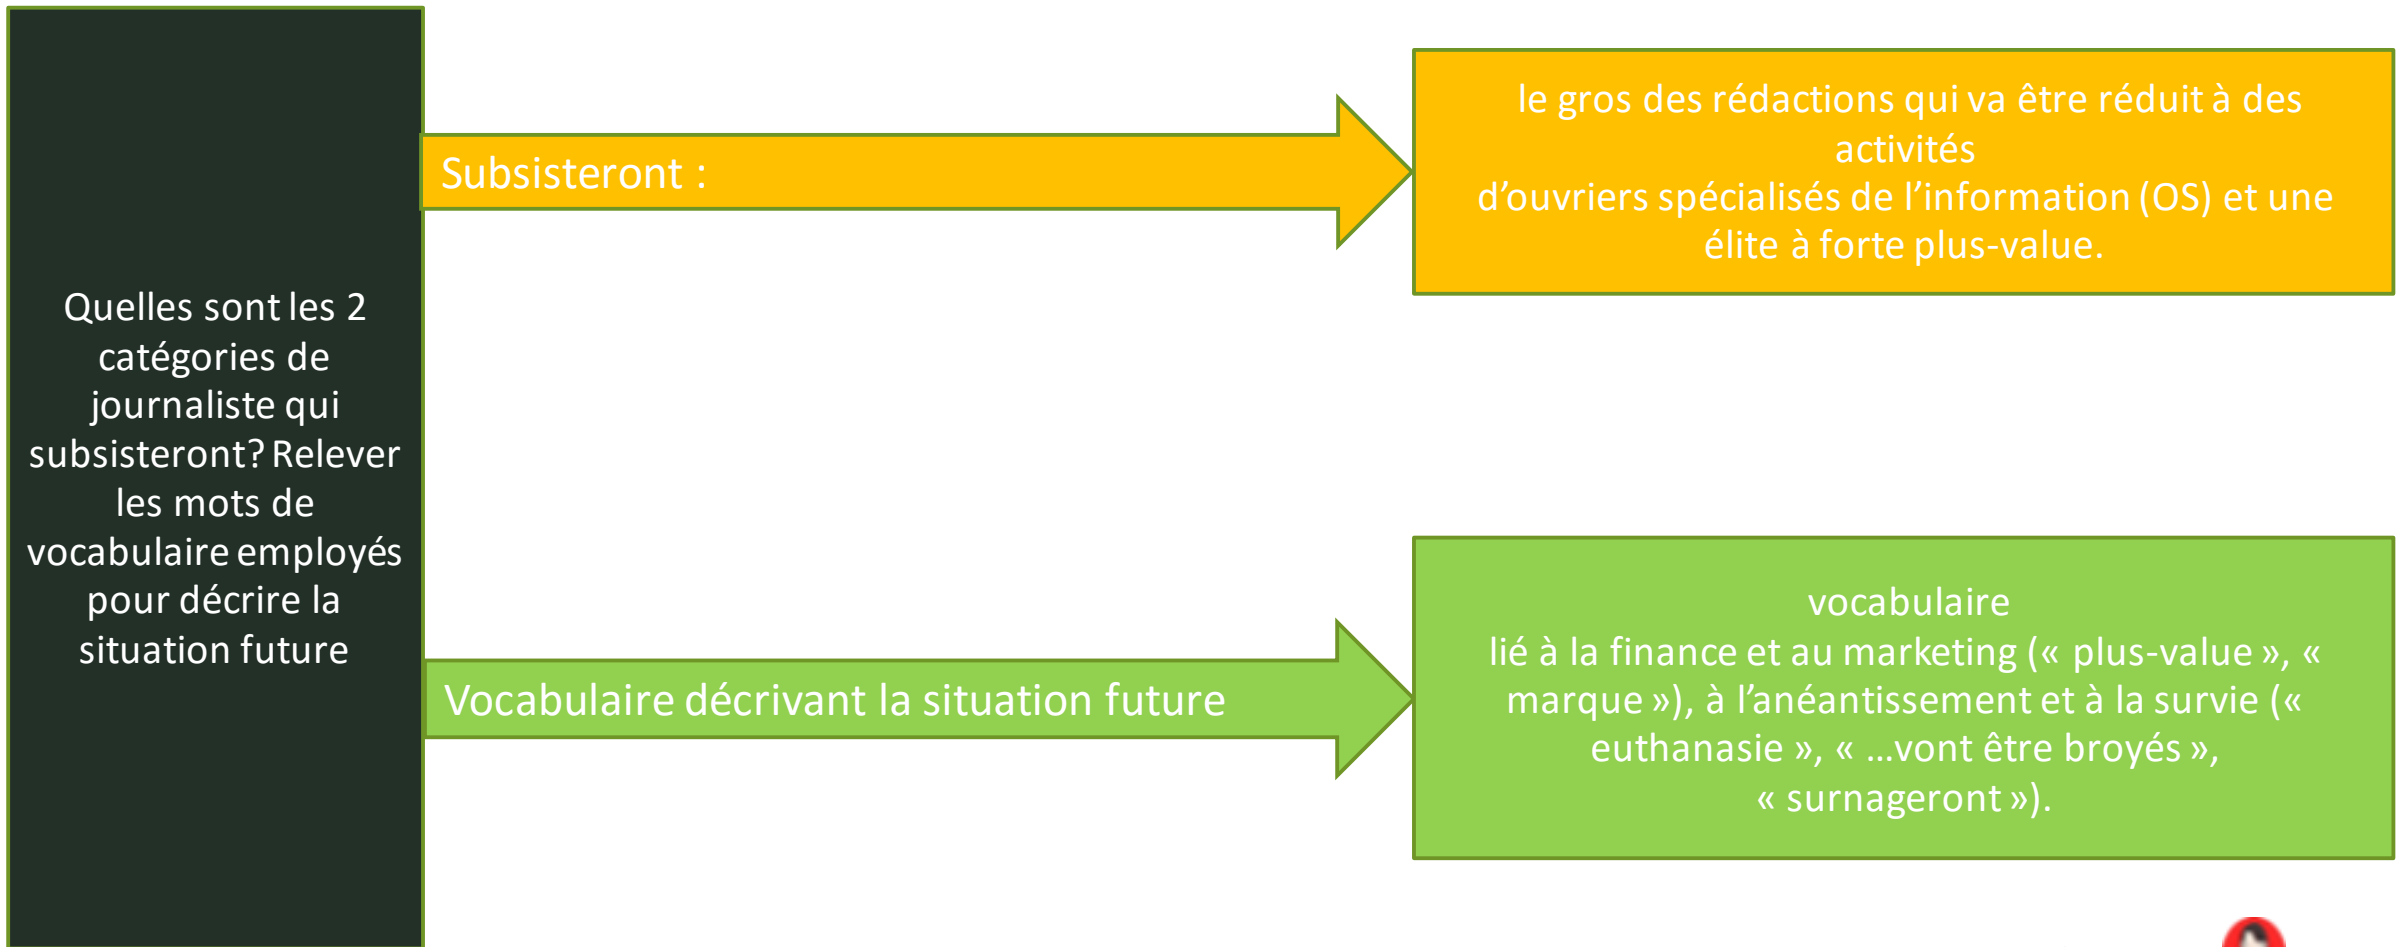 Quelles sont les 2
catégories de
journaliste qui
subsisteront? Relever
les mots de
vocabulaire employés
pour décrire la
situation future
Subsisteront :
le gros des rédactions qui va être réduit à des
activités
d’ouvriers spécialisés de l’information (OS) et une
élite à forte plus-value.
Vocabulaire décrivant la situation future
vocabulaire
lié à la finance et au marketing (« plus-value », «
marque »), à l’anéantissement et à la survie («
euthanasie », « …vont être broyés »,
« surnageront »).